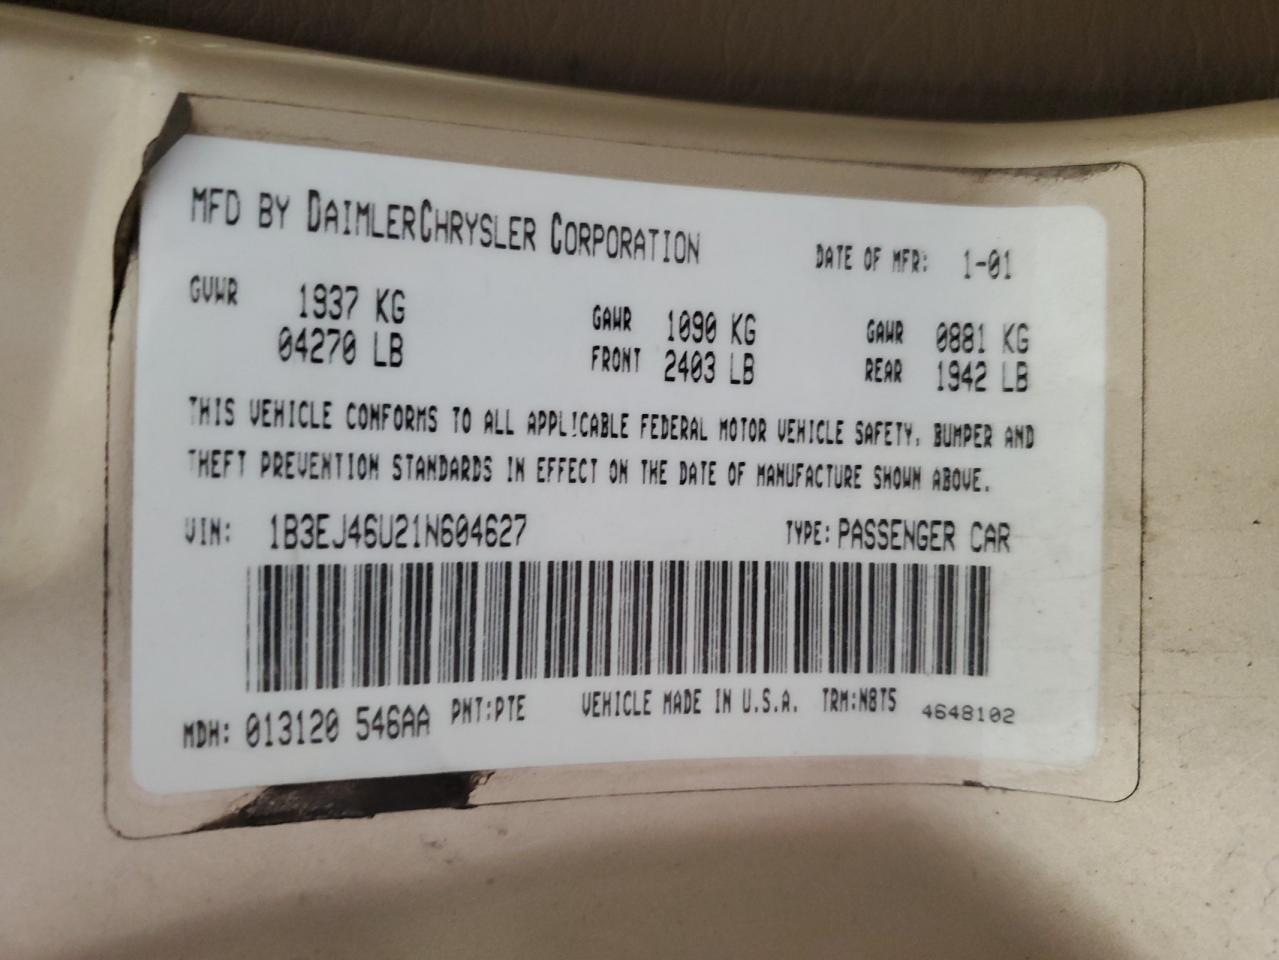 MFD BY DAIMLERCHRYSLER CORPORATION DATE OF MFR: 1-01
GVWR 1937 KG GAWR 1090 KG GAWR 0881 KG
04270 LB FRONT 2403 LB REAR 1942 LB
THIS VEHICLE CONFORMS TO ALL APPLICABLE FEDERAL MOTOR VEHICLE SAFETY, BUMPER AND
THEFT PREVENTION STANDARDS IN EFFECT ON THE DATE OF MANUFACTURE SHOWN ABOVE.
VIN: 1B3EJ46U21N604627 TYPE: PASSENGER CAR
MDH: 013120 546AA PNT:PTE VEHICLE MADE IN U.S.A. TRM:N8T5 4648102